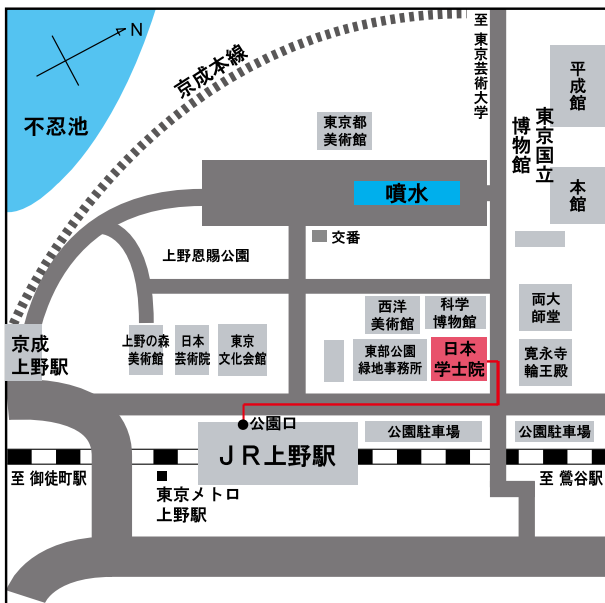 N
至
東京芸術大学
京成本線
不忍池
東京都
美術館
東京国立
博物館
平成館
本館
噴水
交番
上野恩賜公園
西洋
美術館
科学
博物館
両大
師堂
京成
上野駅
上野の森
美術館
日本
芸術院
東京
文化会館
東部公園
緑地事務所
日本
学士院
寛永寺
輪王殿
公園口
JR上野駅
公園駐車場
公園駐車場
至 御徒町駅
東京メトロ
上野駅
至 鶯谷駅